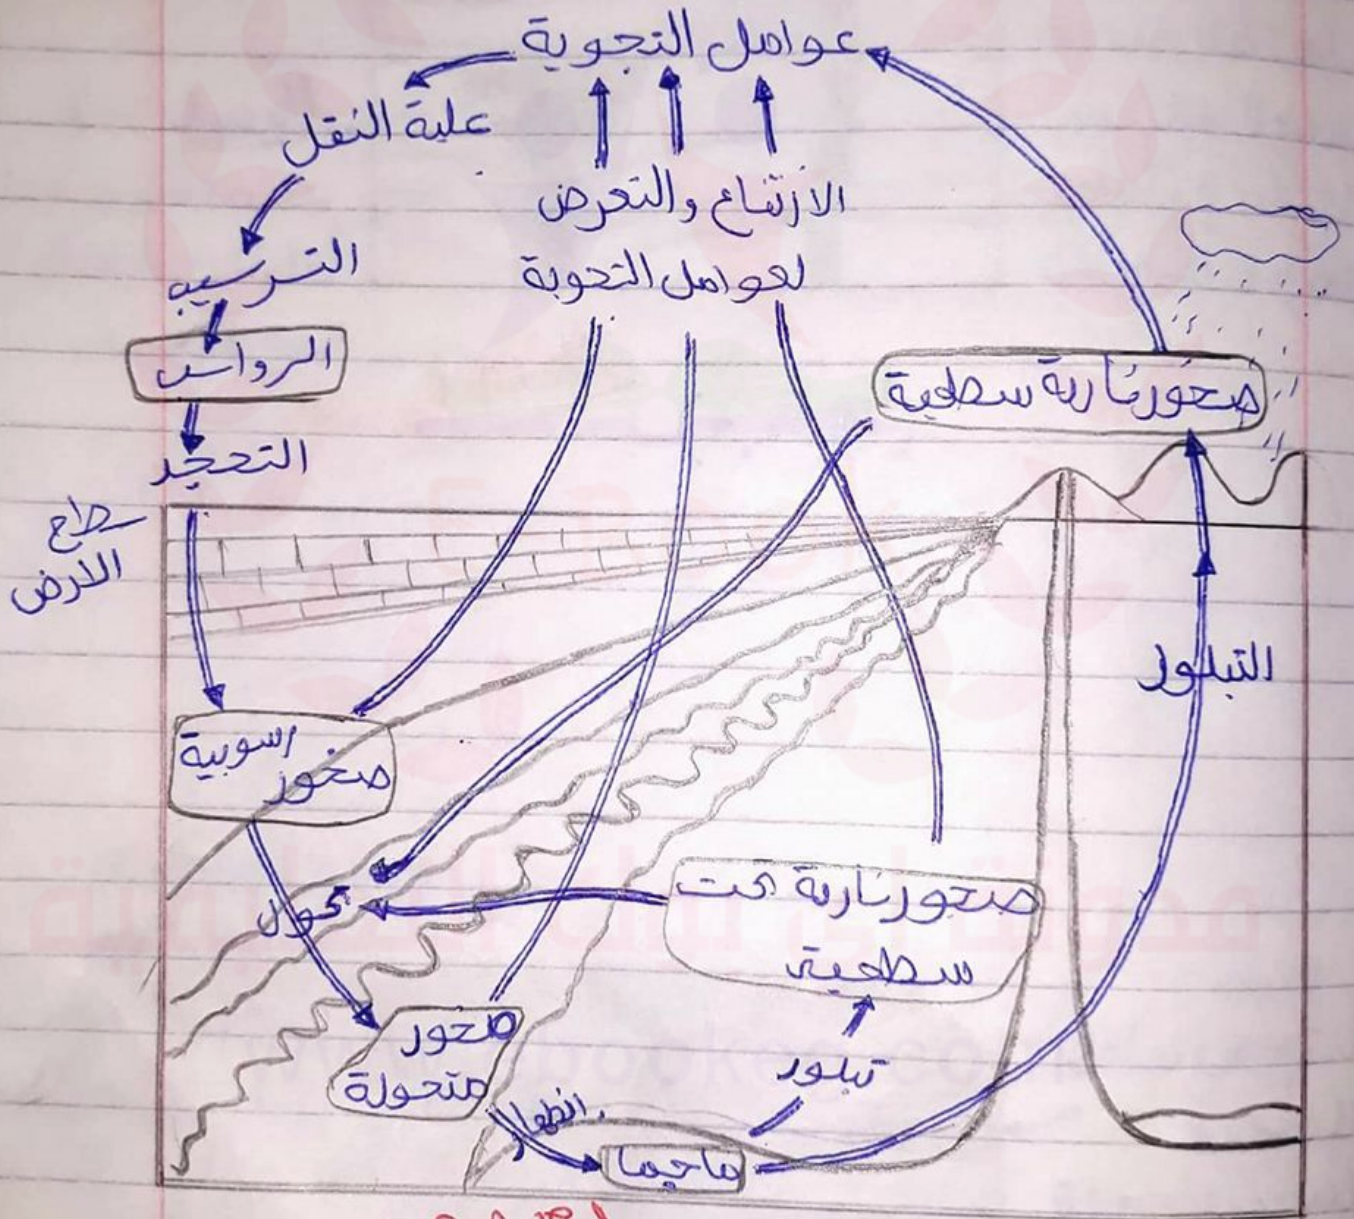 عوامل التجوية
علية النقل
الارتفاع والتعرض
لعوامل التجوية
الترسيب
الرواسب
صخور نارية سطحية
التحجر
سطح
الارض
التبلور
صخور رسوبية
تحول
صخور نارية تحت
سطحية
صخور
متحولة
تبلور
انصهار
ماجما